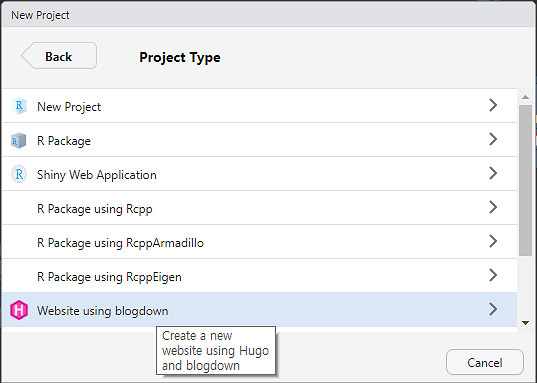 New Project
Back
Project Type
New Project
R Package
Shiny Web Application
R Package using Rcpp
R Package using RcppArmadillo
R Package using RcppEigen
Website using blogdown
Create a new
website using Hugo
and blogdown
Cancel